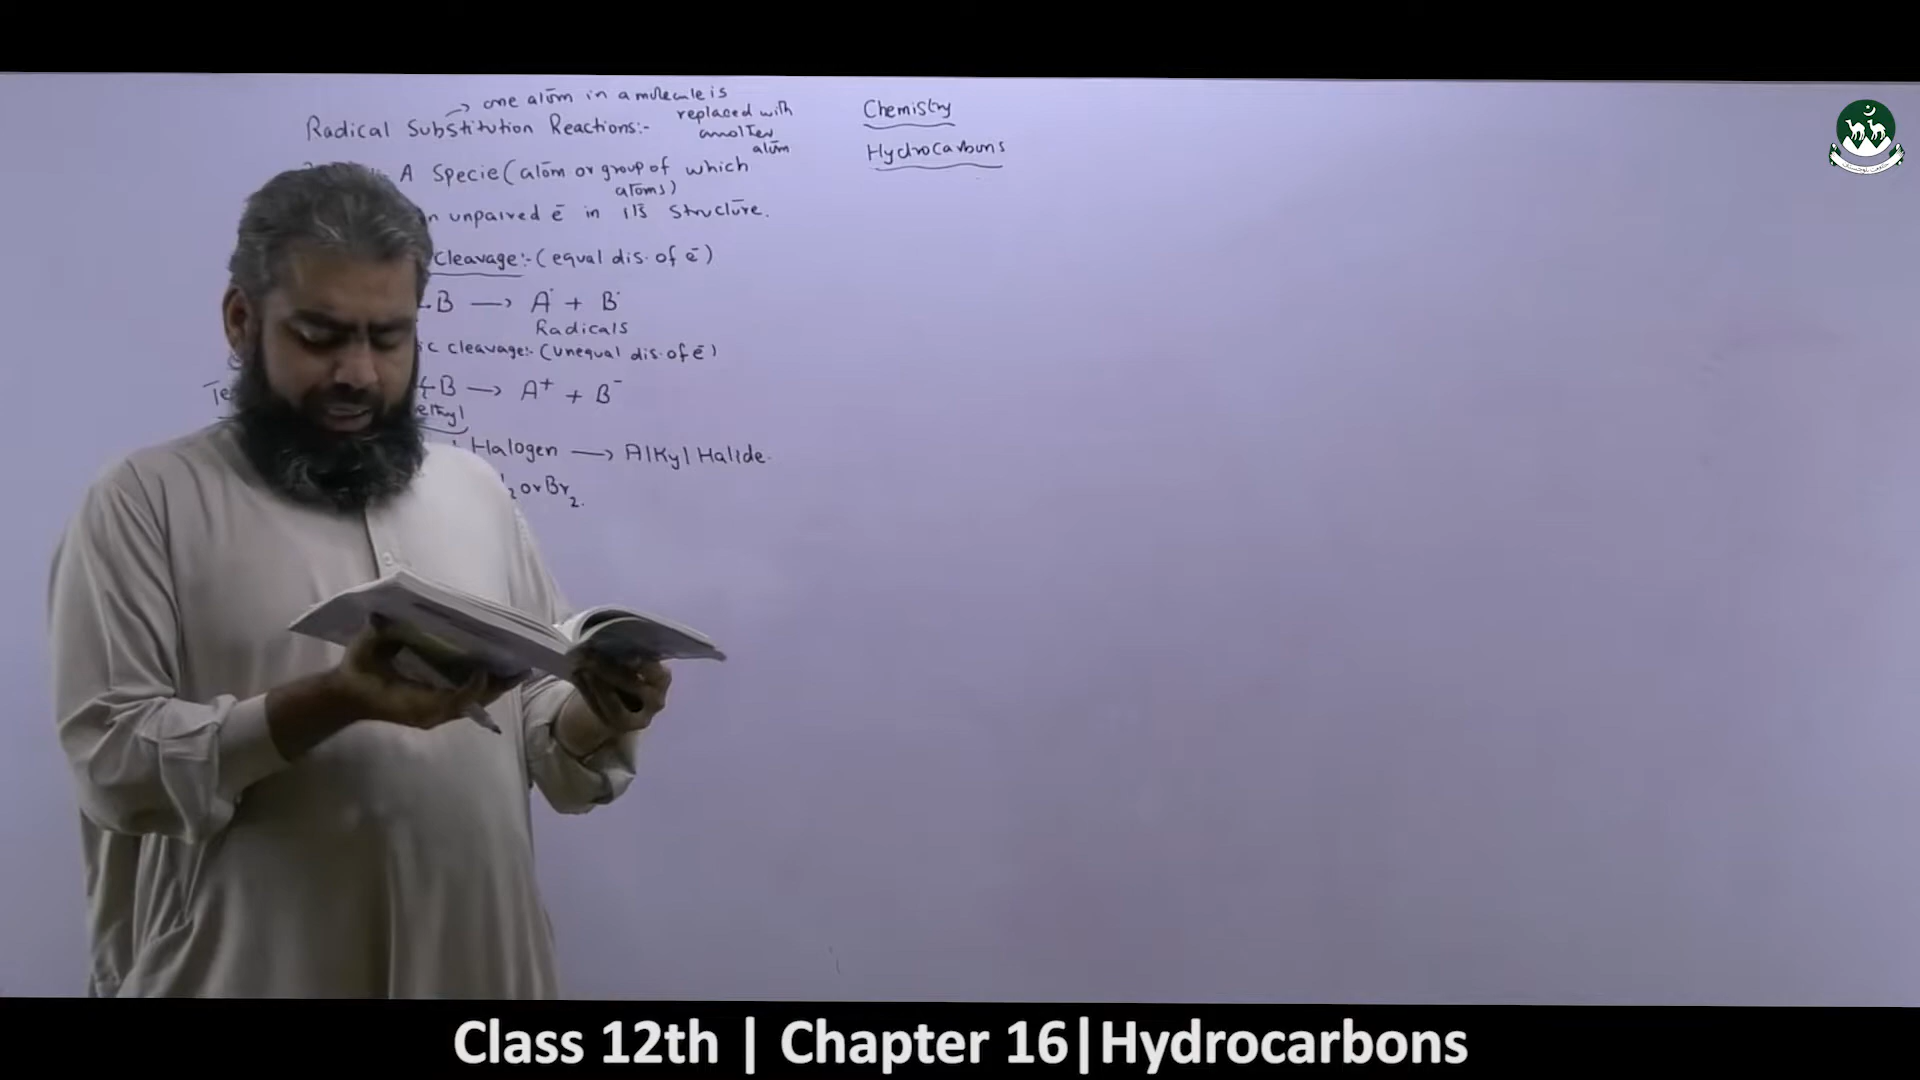 one atom in a molecule is
replaced with
another
atom
Radical Substitution Reactions:-
A Specie (atom or group of which
atoms)
unpaired e⁻ in its structure.
Cleavage:- (equal dis. of e⁻)
B ⟶ A˙ + B˙
Radicals
cleavage:- (unequal dis. of e⁻)
B ⟶ A⁺ + B⁻
Halogen ⟶ Alkyl Halide.
or Br₂.
Chemistry
Hydrocarbons
Class 12th | Chapter 16|Hydrocarbons